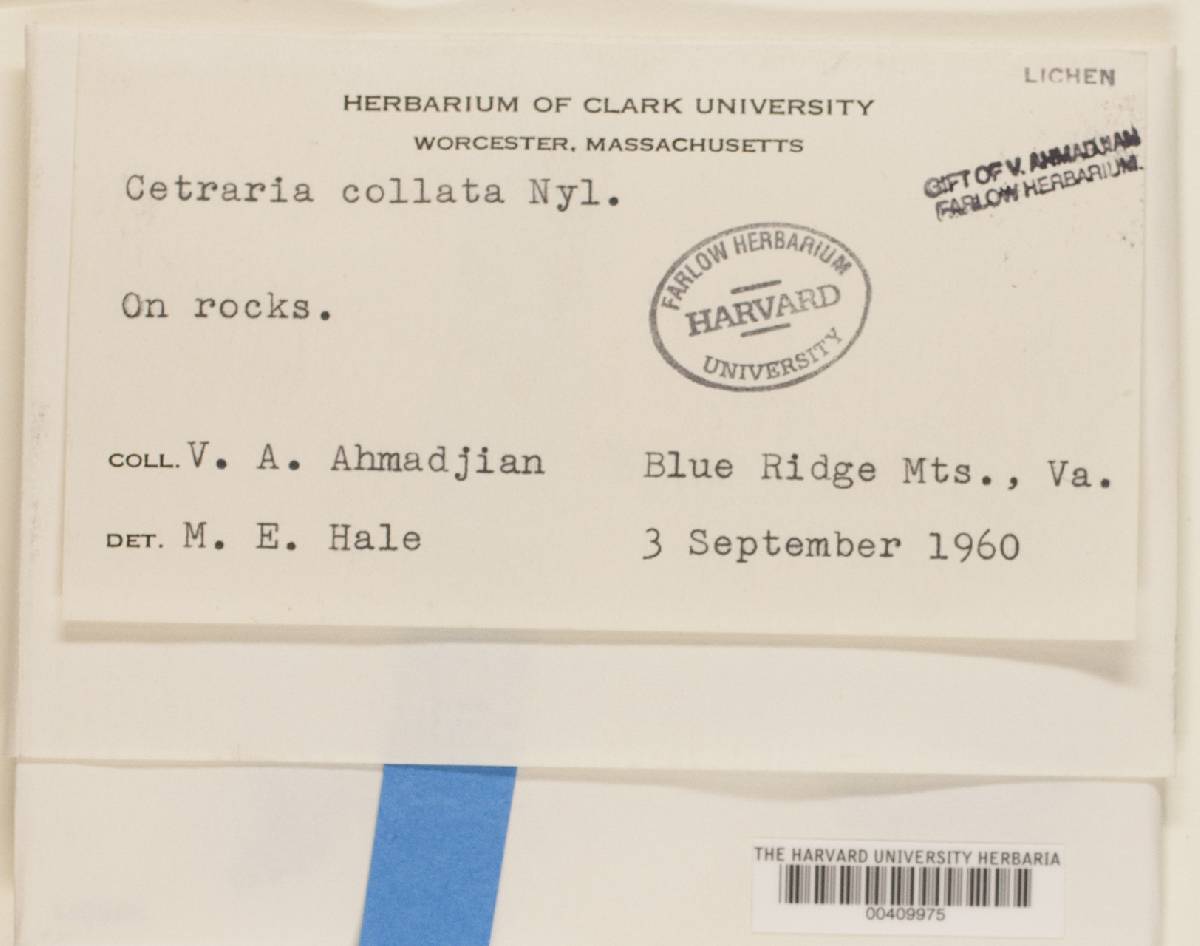 LICHEN
HERBARIUM OF CLARK UNIVERSITY
WORCESTER, MASSACHUSETTS
GIFT OF V. AHMADJIAN
FARLOW HERBARIUM.
Cetraria collata Nyl.
FARLOW HERBARIUM
HARVARD
UNIVERSITY
On rocks.
COLL. V. A. Ahmadjian
Blue Ridge Mts., Va.
DET. M. E. Hale
3 September 1960
THE HARVARD UNIVERSITY HERBARIA
00409975